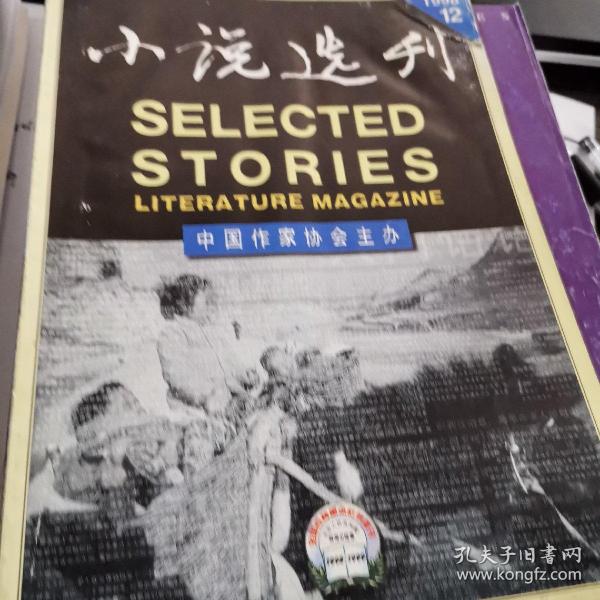 12
小说选刊
SELECTED
STORIES
LITERATURE MAGAZINE
中国作家协会主办
孔夫子旧书网
www.kongfz.com